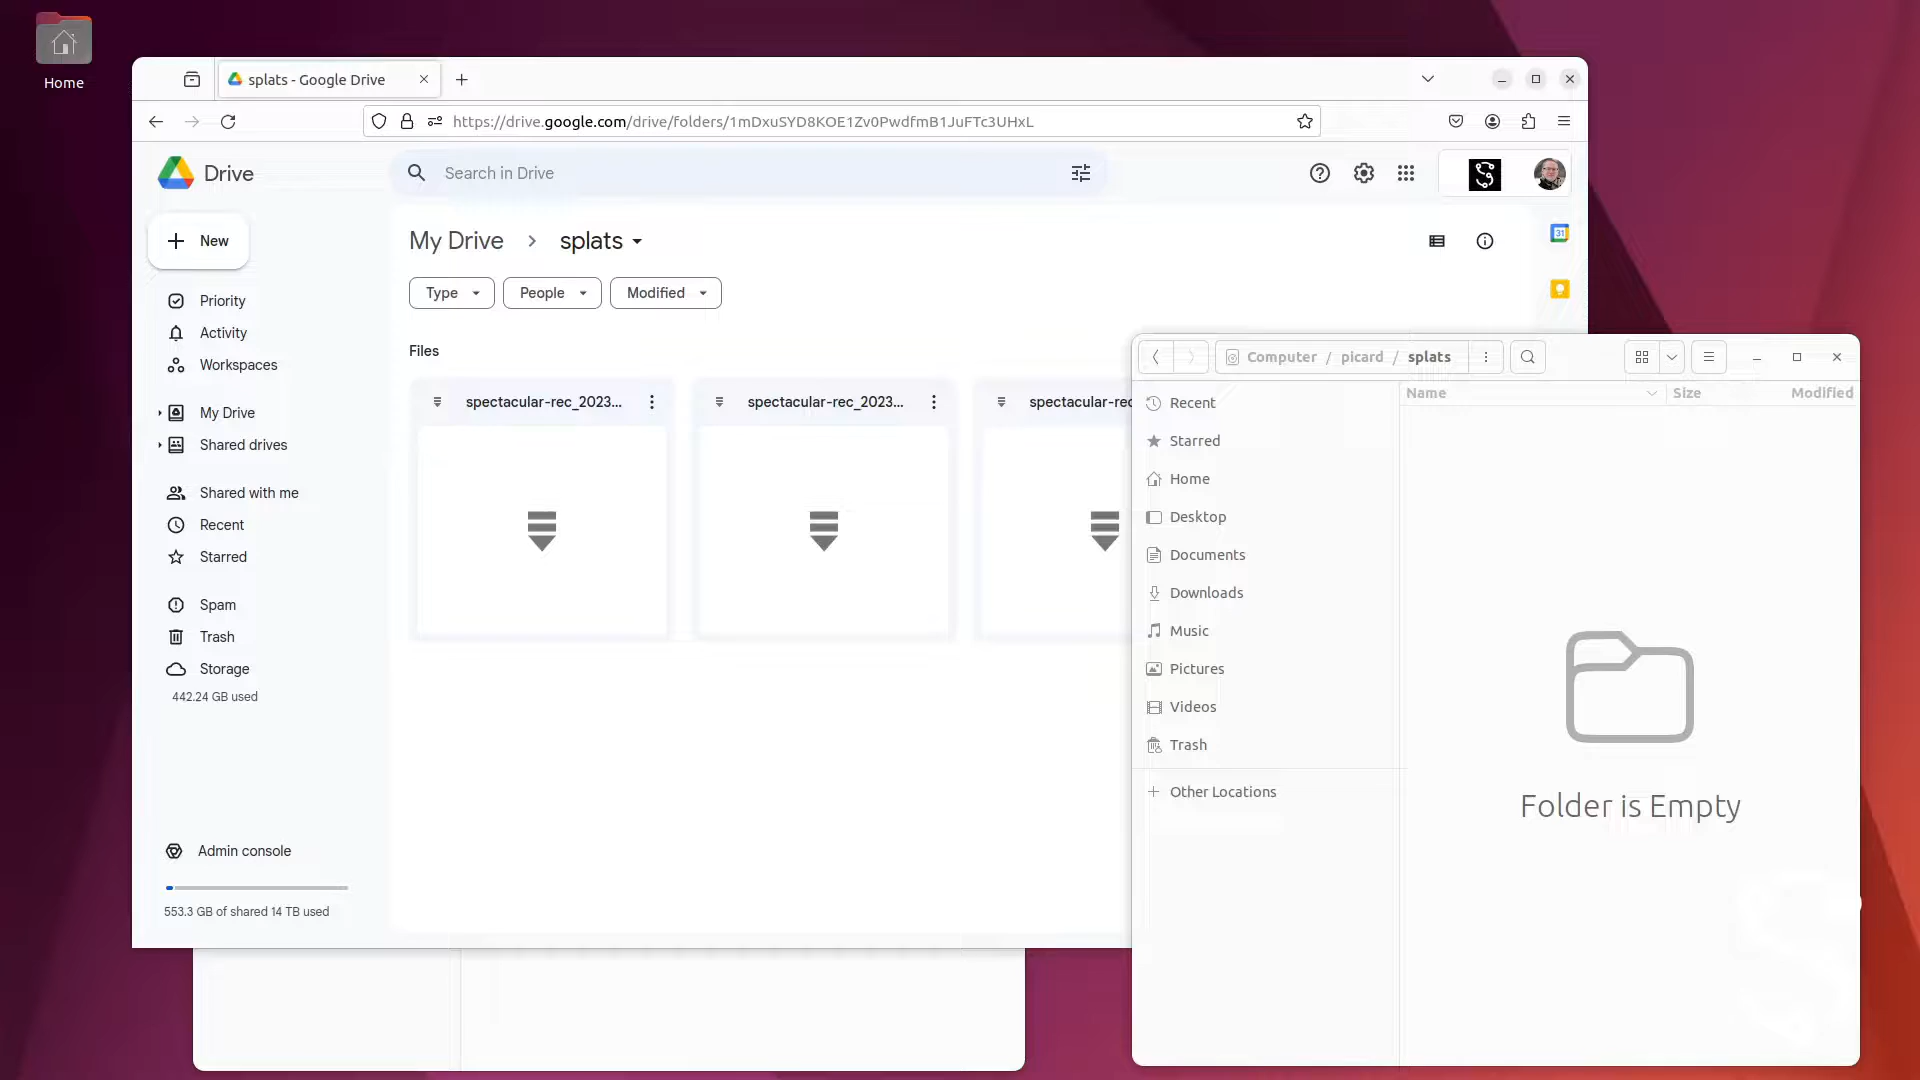 Home
splats - Google Drive
https://drive.google.com/drive/folders/1mDxuSYD8KOE1Zv0PwdfmB1JuFTc3UHxL
Drive
Search in Drive
New
My Drive
splats
31
Type
People
Modified
Priority
Activity
Workspaces
My Drive
Shared drives
Shared with me
Recent
Starred
Spam
Trash
Storage
442.24 GB used
Admin console
553.3 GB of shared 14 TB used
Files
spectacular-rec_2023...
spectacular-rec_2023...
spectacular-rec
Computer / picard / splats
Name
Size
Modified
Recent
Starred
Home
Desktop
Documents
Downloads
Music
Pictures
Videos
Trash
Other Locations
Folder is Empty